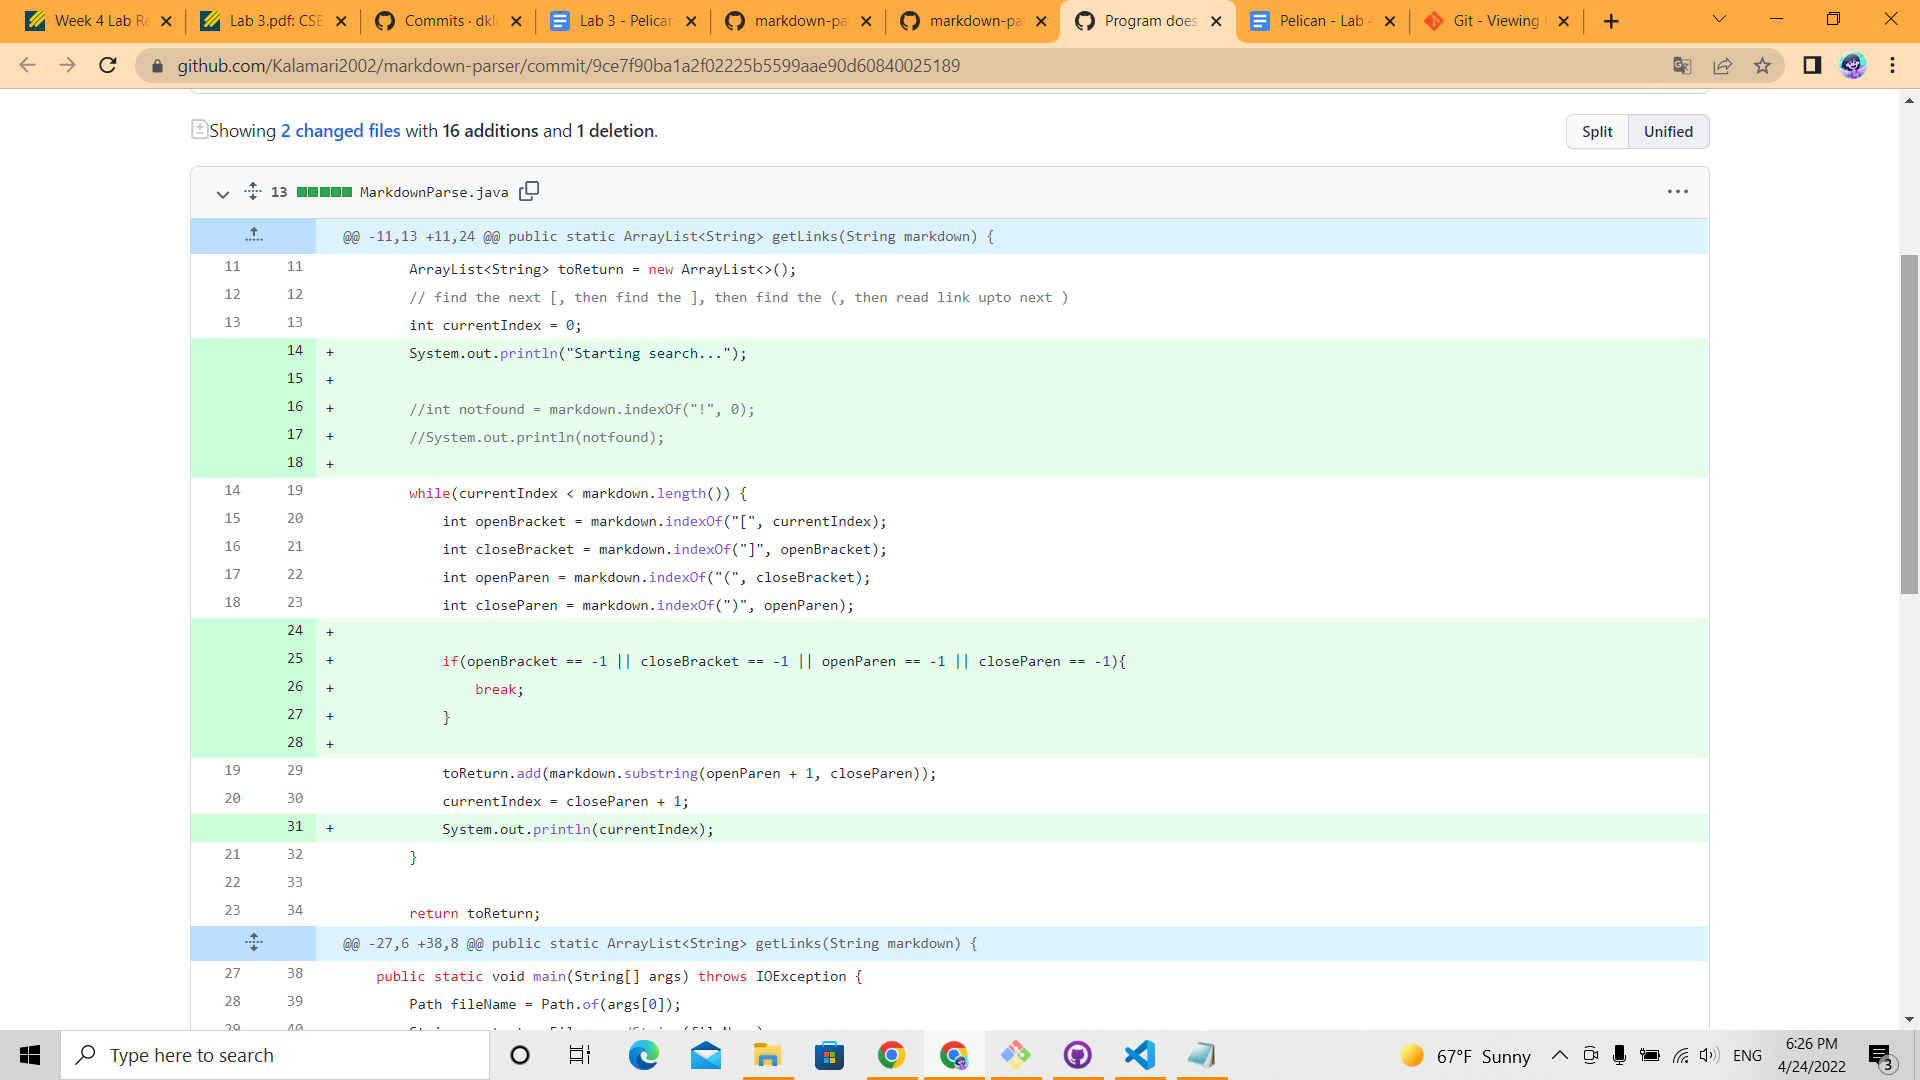 Week 4 Lab Re
Lab 3.pdf: CSE
Commits · dkl
Lab 3 - Pelican
markdown-pa
markdown-pa
Program does
Pelican - Lab 4
Git - Viewing t
github.com/Kalamari2002/markdown-parser/commit/9ce7f90ba1a2f02225b5599aae90d60840025189
Showing 2 changed files with 16 additions and 1 deletion.
Split Unified
13 MarkdownParse.java
@@ -11,13 +11,24 @@ public static ArrayList<String> getLinks(String markdown) {
11 11 ArrayList<String> toReturn = new ArrayList<>();
12 12 // find the next [, then find the ], then find the (, then read link upto next )
13 13 int currentIndex = 0;
14 + System.out.println("Starting search...");
15 +
16 + //int notfound = markdown.indexOf("!", 0);
17 + //System.out.println(notfound);
18 +
14 19 while(currentIndex < markdown.length()) {
15 20 int openBracket = markdown.indexOf("[", currentIndex);
16 21 int closeBracket = markdown.indexOf("]", openBracket);
17 22 int openParen = markdown.indexOf("(", closeBracket);
18 23 int closeParen = markdown.indexOf(")", openParen);
24 +
25 + if(openBracket == -1 || closeBracket == -1 || openParen == -1 || closeParen == -1){
26 + break;
27 + }
28 +
19 29 toReturn.add(markdown.substring(openParen + 1, closeParen));
20 30 currentIndex = closeParen + 1;
31 + System.out.println(currentIndex);
21 32 }
22 33
23 34 return toReturn;
@@ -27,6 +38,8 @@ public static ArrayList<String> getLinks(String markdown) {
27 38 public static void main(String[] args) throws IOException {
28 39 Path fileName = Path.of(args[0]);
29 40
Type here to search
67°F Sunny
ENG
6:26 PM
4/24/2022
3